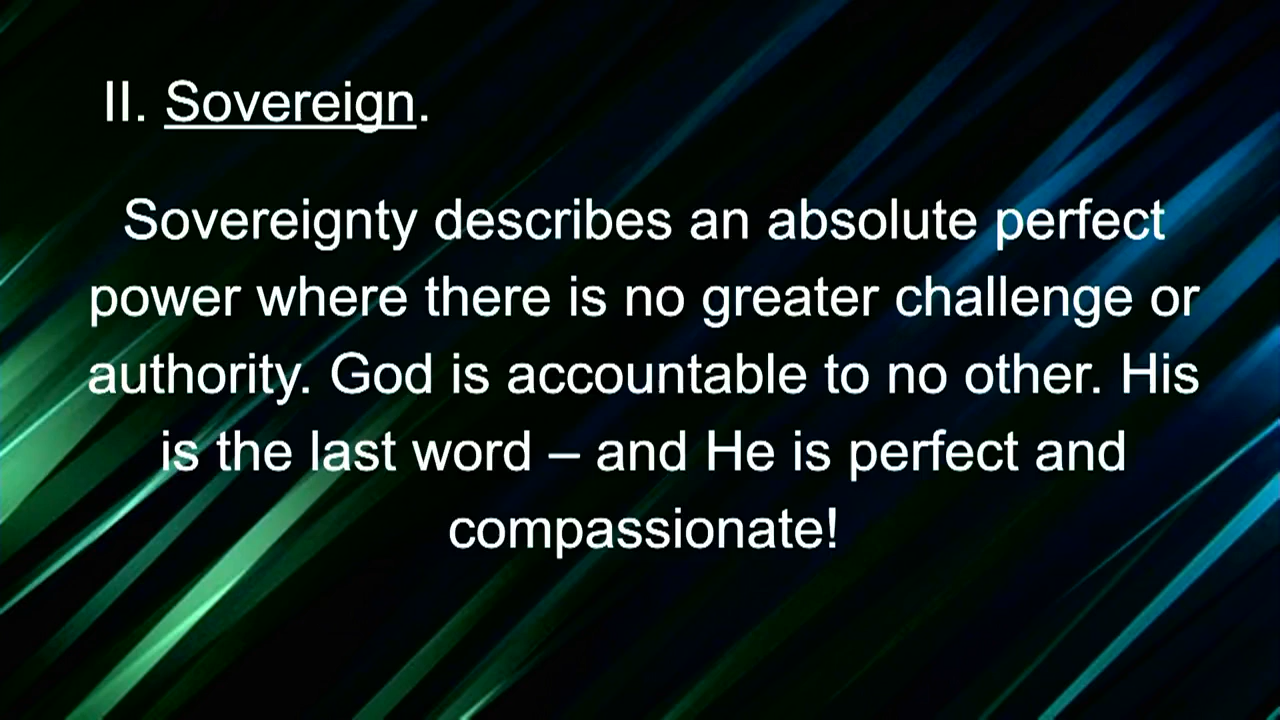 II. Sovereign.
Sovereignty describes an absolute perfect
power where there is no greater challenge or
authority. God is accountable to no other. His
is the last word – and He is perfect and
compassionate!